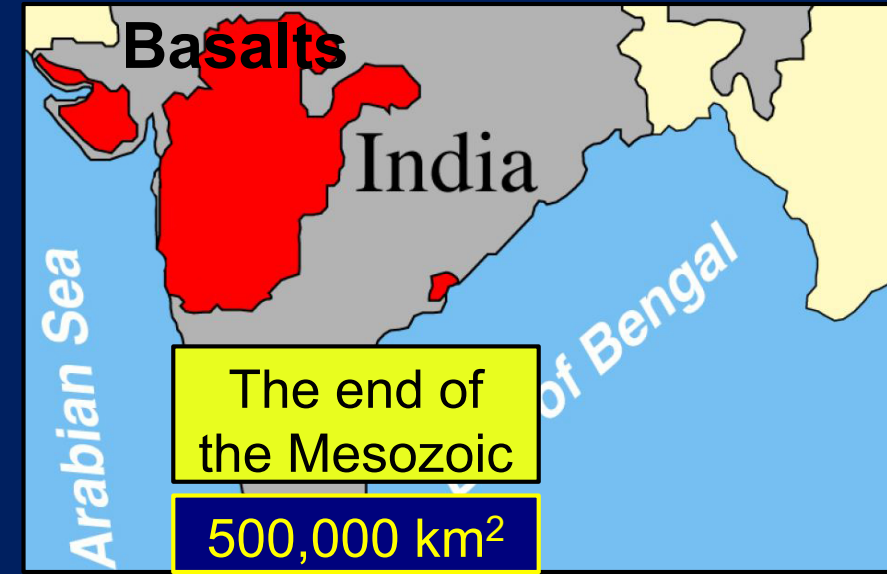 Basalts
India
Arabian Sea
of Bengal
The end of
the Mesozoic
500,000 km²